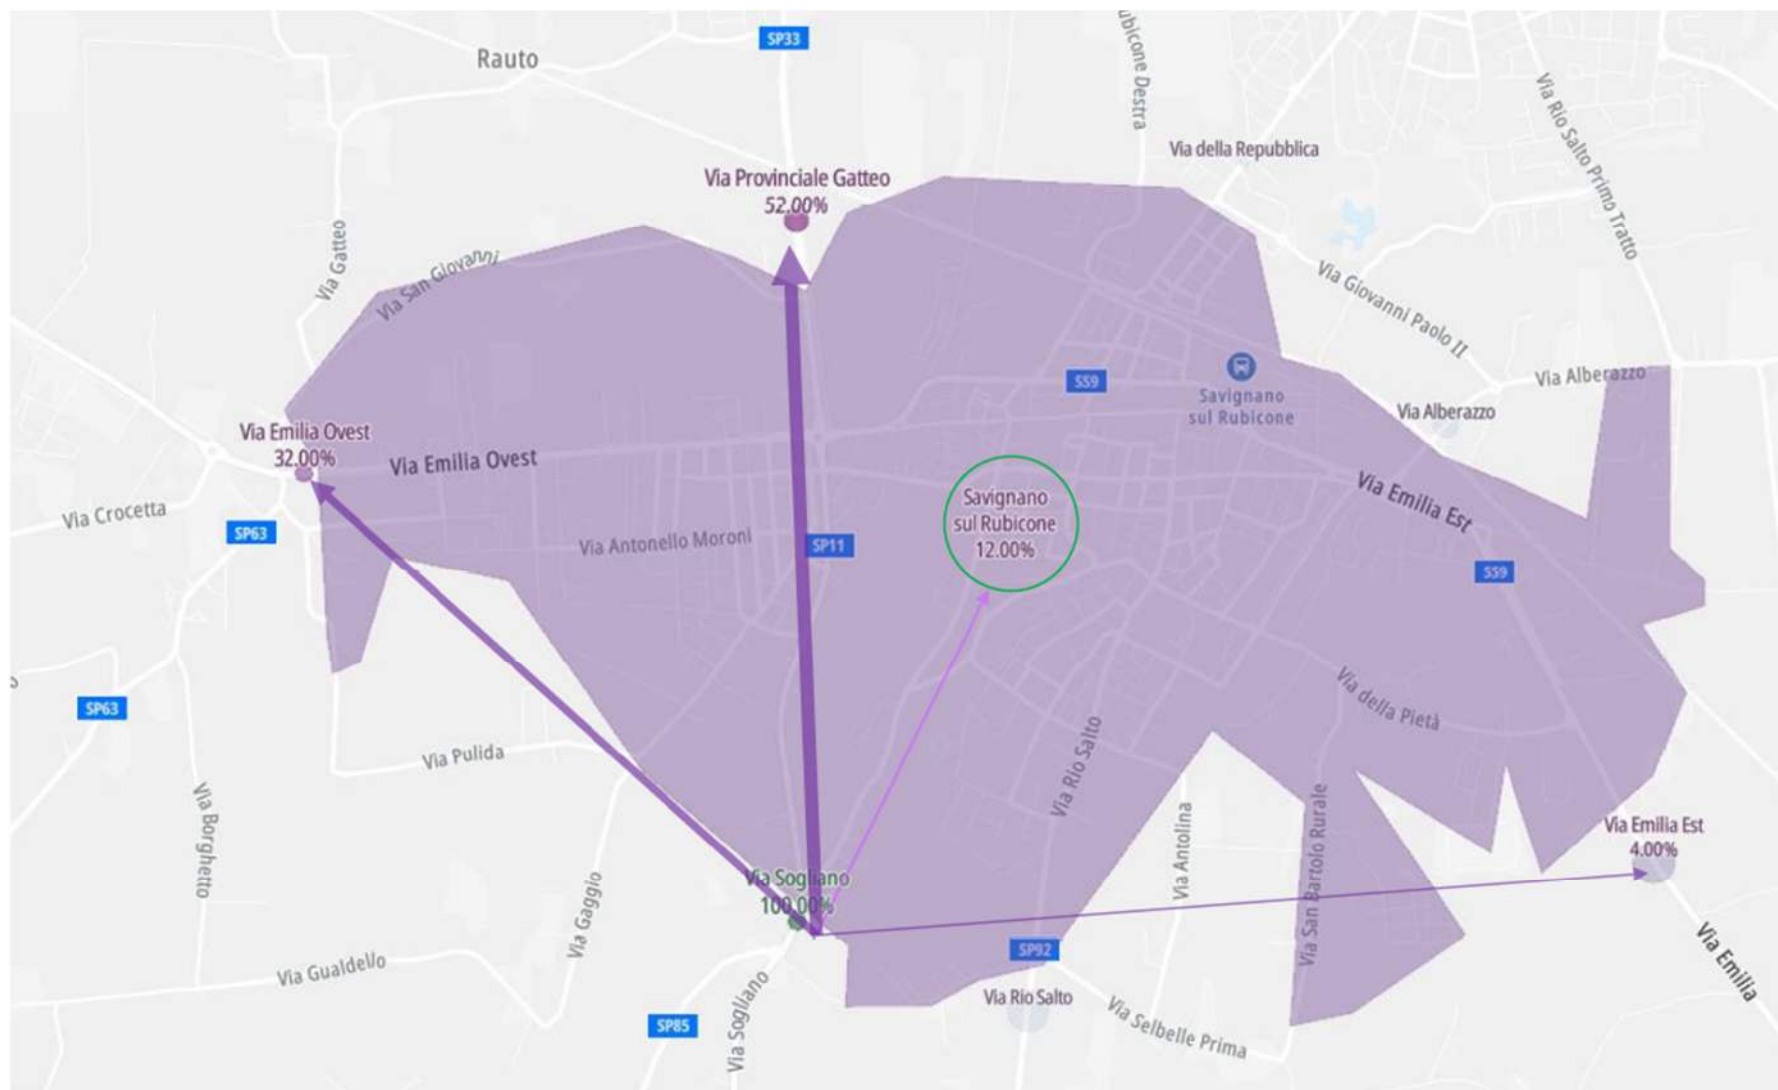 SP33
Rauto
ubicone Destra
Via Rio Salto Primo Tratto
Via della Repubblica
Via Provinciale Gatteo
52.00%
Via Gatteo
Via San Giovanni
Via Giovanni Paolo II
SS9
Savignano
sul Rubicone
Via Alberazzo
Via Alberazzo
Via Emilia Ovest
32.00%
Via Emilia Ovest
Via Emilia Est
Savignano
sul Rubicone
12.00%
Via Crocetta
SP63
Via Antonello Moroni
SP11
SS9
SP63
Via della Pietà
Via Rio Salto
Via Pulida
Via Borghetto
Via Antolina
Via San Bartolo Rurale
Via Emilia Est
4.00%
Via Sogliano
100.00%
Via Gaggio
SP92
Via Emilia
Via Gualdello
Via Rio Salto
Via Sogliano
SP85
Via Selbelle Prima